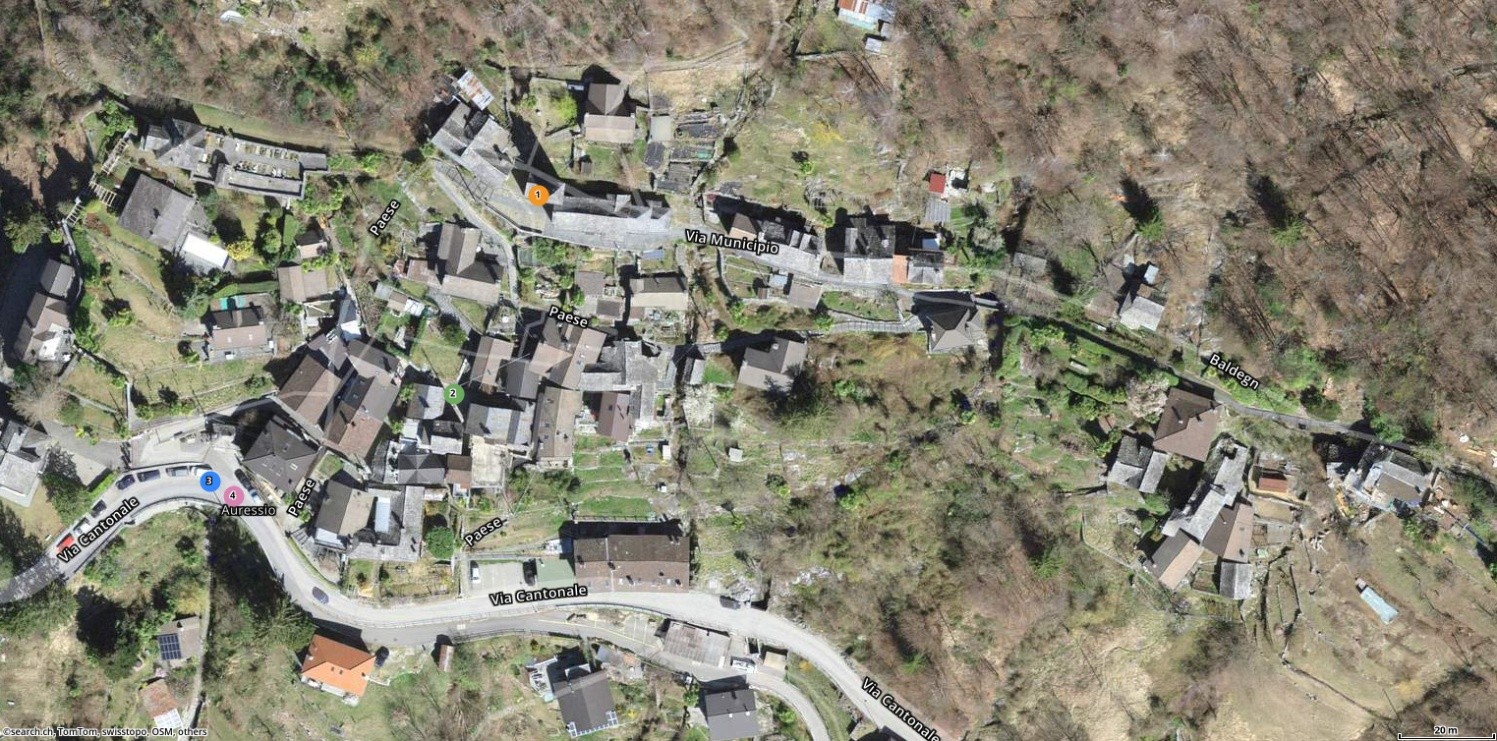 Paese
1
Via Municipio
Paese
Baldegn
2
3
4
Auressio
Paese
Via Cantonale
Paese
Via Cantonale
Via Cantonale
©search.ch, TomTom, swisstopo, OSM, others
20 m